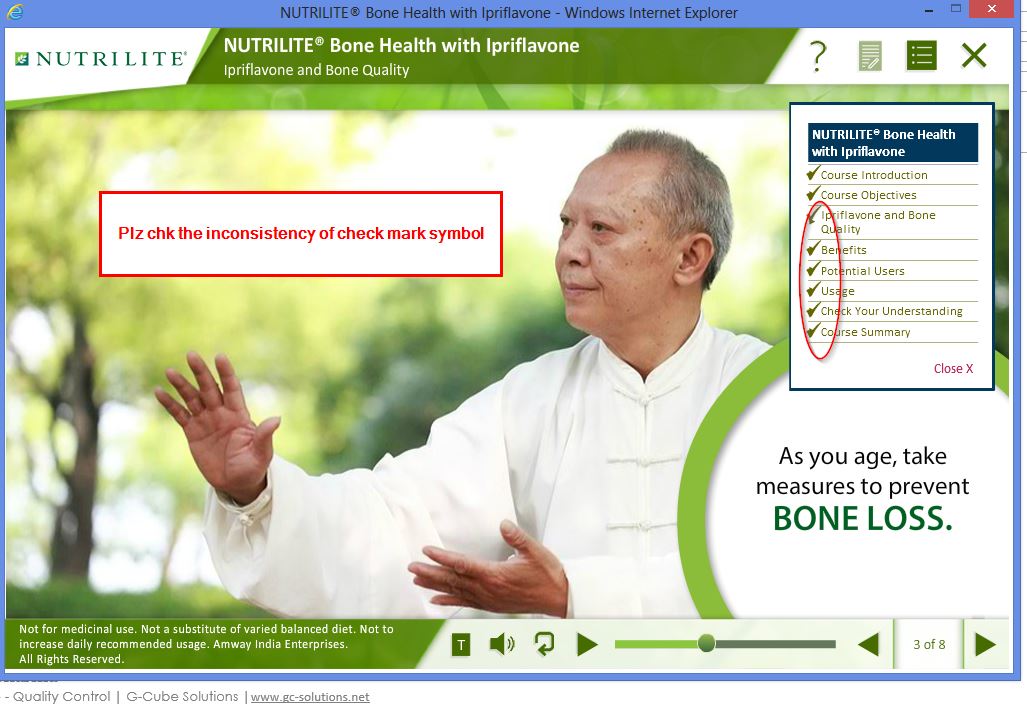 NUTRILITE® Bone Health with Ipriflavone - Windows Internet Explorer
NUTRILITE®
NUTRILITE® Bone Health with Ipriflavone
Ipriflavone and Bone Quality
?
Plz chk the inconsistency of check mark symbol
NUTRILITE® Bone Health
with Ipriflavone
Course Introduction
Course Objectives
Ipriflavone and Bone
Quality
Benefits
Potential Users
Usage
Check Your Understanding
Course Summary
Close X
As you age, take
measures to prevent
BONE LOSS.
Not for medicinal use. Not a substitute of varied balanced diet. Not to
increase daily recommended usage. Amway India Enterprises.
All Rights Reserved.
T
3 of 8
- Quality Control | G-Cube Solutions |www.gc-solutions.net